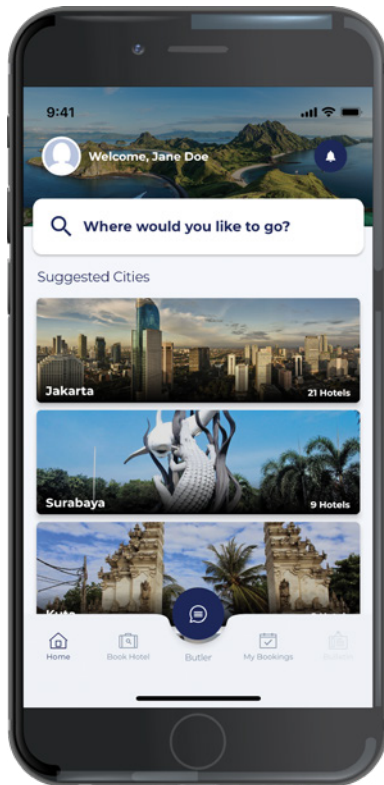 9:41
Welcome, Jane Doe
Where would you like to go?
Suggested Cities
Jakarta
21 Hotels
Surabaya
9 Hotels
Kuta
Home
Book Hotel
Butler
My Bookings